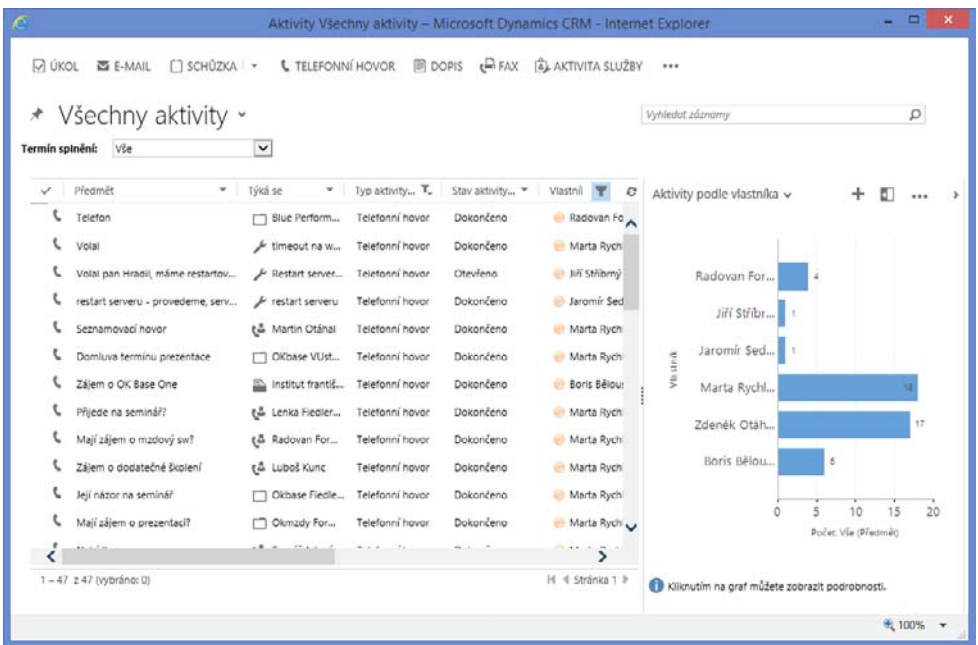 Aktivity Všechny aktivity – Microsoft Dynamics CRM - Internet Explorer
ÚKOL E-MAIL SCHŮZKA TELEFONNÍ HOVOR DOPIS FAX AKTIVITA SLUŽBY •••
Všechny aktivity
Vyhledat záznamy
Termín splnění: Vše
Předmět Týká se Typ aktivity... Stav aktivity... Vlastník
Telefon Blue Perform... Telefonní hovor Dokončeno Radovan Fo
Volal timeout na w... Telefonní hovor Dokončeno Marta Rych
Volal pan Hradil, máme restartov... Restart server... Telefonní hovor Otevřeno Jiří Stříbrný
restart serveru - provedeme, serv... restart serveru Telefonní hovor Dokončeno Jaromír Sed
Seznamovací hovor Martin Otáhal Telefonní hovor Dokončeno Marta Rych
Domluva termínu prezentace OKbase VUst... Telefonní hovor Dokončeno Marta Rych
Zájem o OK Base One Institut františ... Telefonní hovor Dokončeno Boris Bělou
Přijede na seminář? Lenka Fiedler... Telefonní hovor Dokončeno Marta Rych
Mají zájem o mzdový sw? Radovan For... Telefonní hovor Dokončeno Marta Rych
Zájem o dodatečné školení Luboš Kunc Telefonní hovor Dokončeno Marta Rych
Její názor na seminář Okbase Fiedle... Telefonní hovor Dokončeno Marta Rych
Mají zájem o prezentaci? Okmzdy For... Telefonní hovor Dokončeno Marta Rych
1 – 47 z 47 (vybráno: 0) Stránka 1
Aktivity podle vlastníka •••
Vlastník
Radovan For... 4
Jiří Stříbr... 1
Jaromír Sed... 1
Marta Rychl... 18
Zdeněk Otáh... 17
Boris Bělou... 6
0 5 10 15 20
Počet: Vše (Předmět)
Kliknutím na graf můžete zobrazit podrobnosti.
100%